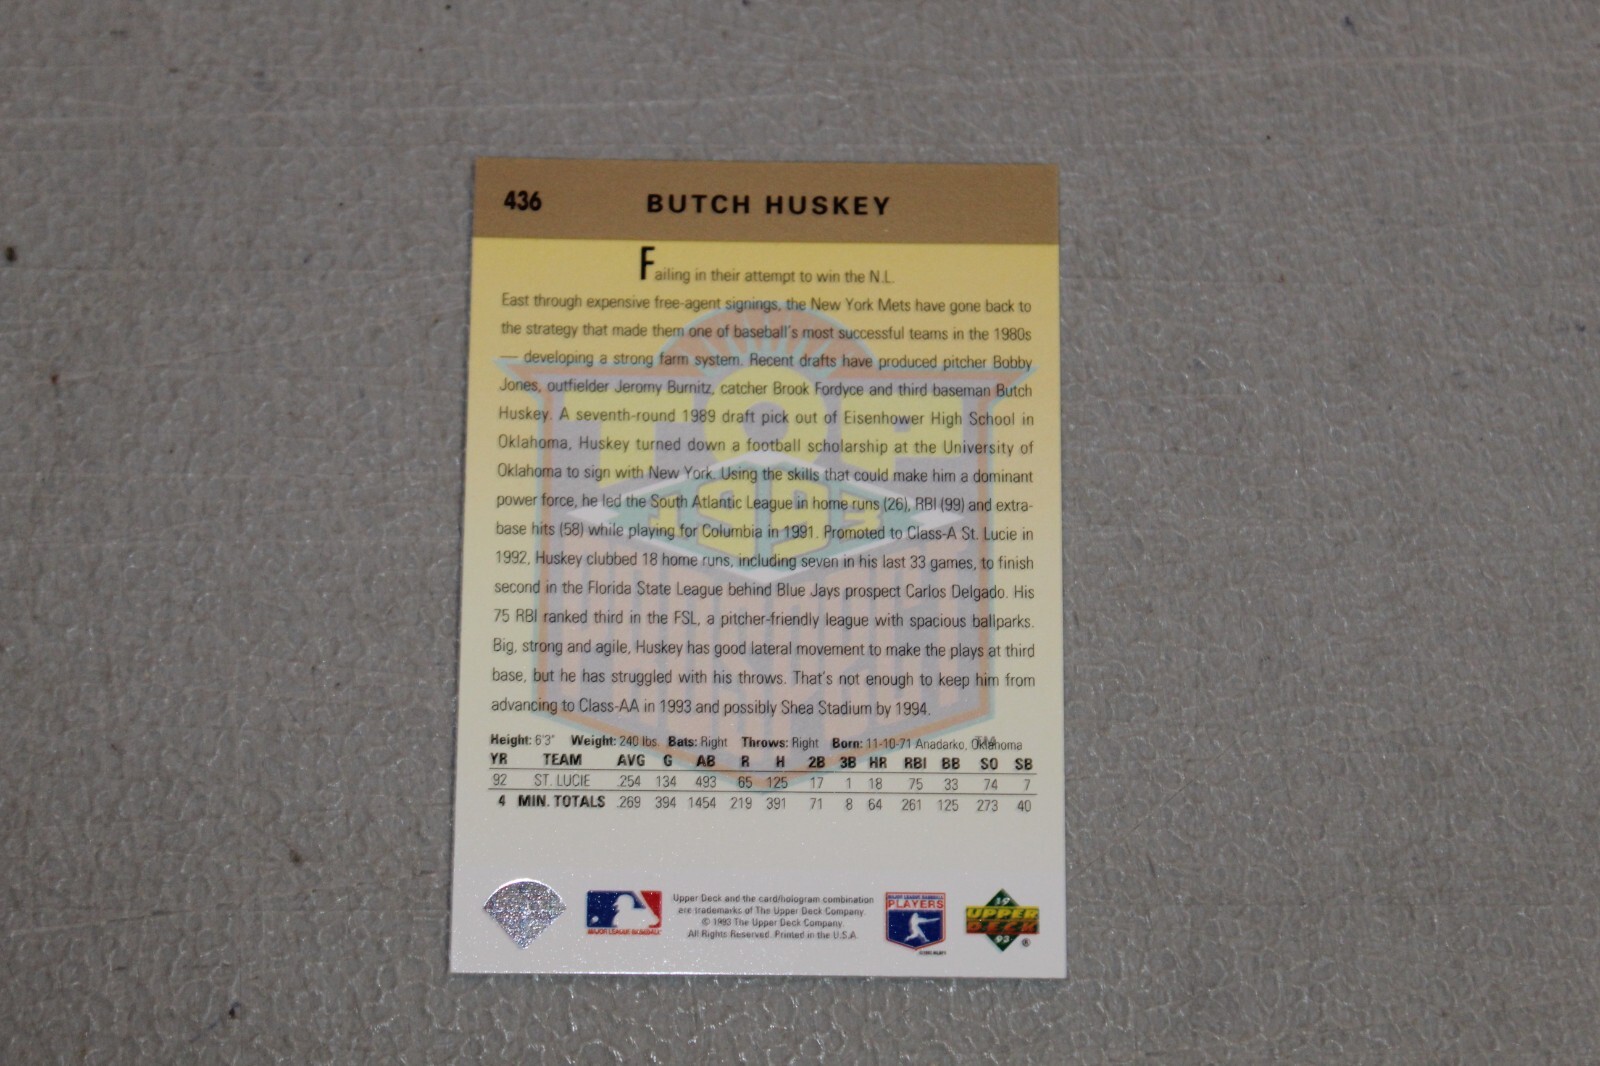 436 BUTCH HUSKEY
Failing in their attempt to win the N.L.
East through expensive free-agent signings, the New York Mets have gone back to
the strategy that made them one of baseball's most successful teams in the 1980s
— developing a strong farm system. Recent drafts have produced pitcher Bobby
Jones, outfielder Jeromy Burnitz, catcher Brook Fordyce and third baseman Butch
Huskey. A seventh-round 1989 draft pick out of Eisenhower High School in
Oklahoma, Huskey turned down a football scholarship at the University of
Oklahoma to sign with New York. Using the skills that could make him a dominant
power force, he led the South Atlantic League in home runs (26), RBI (99) and extra-
base hits (58) while playing for Columbia in 1991. Promoted to Class-A St. Lucie in
1992, Huskey clubbed 18 home runs, including seven in his last 33 games, to finish
second in the Florida State League behind Blue Jays prospect Carlos Delgado. His
75 RBI ranked third in the FSL, a pitcher-friendly league with spacious ballparks.
Big, strong and agile, Huskey has good lateral movement to make the plays at third
base, but he has struggled with his throws. That's not enough to keep him from
advancing to Class-AA in 1993 and possibly Shea Stadium by 1994.
TM
Height: 6'3" Weight: 240 lbs Bats: Right Throws: Right Born: 11-10-71 Anadarko, Oklahoma
YR TEAM AVG G AB R H 2B 3B HR RBI BB SO SB
92 ST. LUCIE .254 134 493 65 125 17 1 18 75 33 74 7
4 MIN. TOTALS .269 394 1454 219 391 71 8 64 261 125 273 40
Upper Deck and the card/hologram combination
are trademarks of The Upper Deck Company.
© 1993 The Upper Deck Company.
All Rights Reserved. Printed in the U.S.A.
MAJOR LEAGUE BASEBALL
MAJOR LEAGUE BASEBALL
PLAYERS
19
UPPER
DECK
93
®